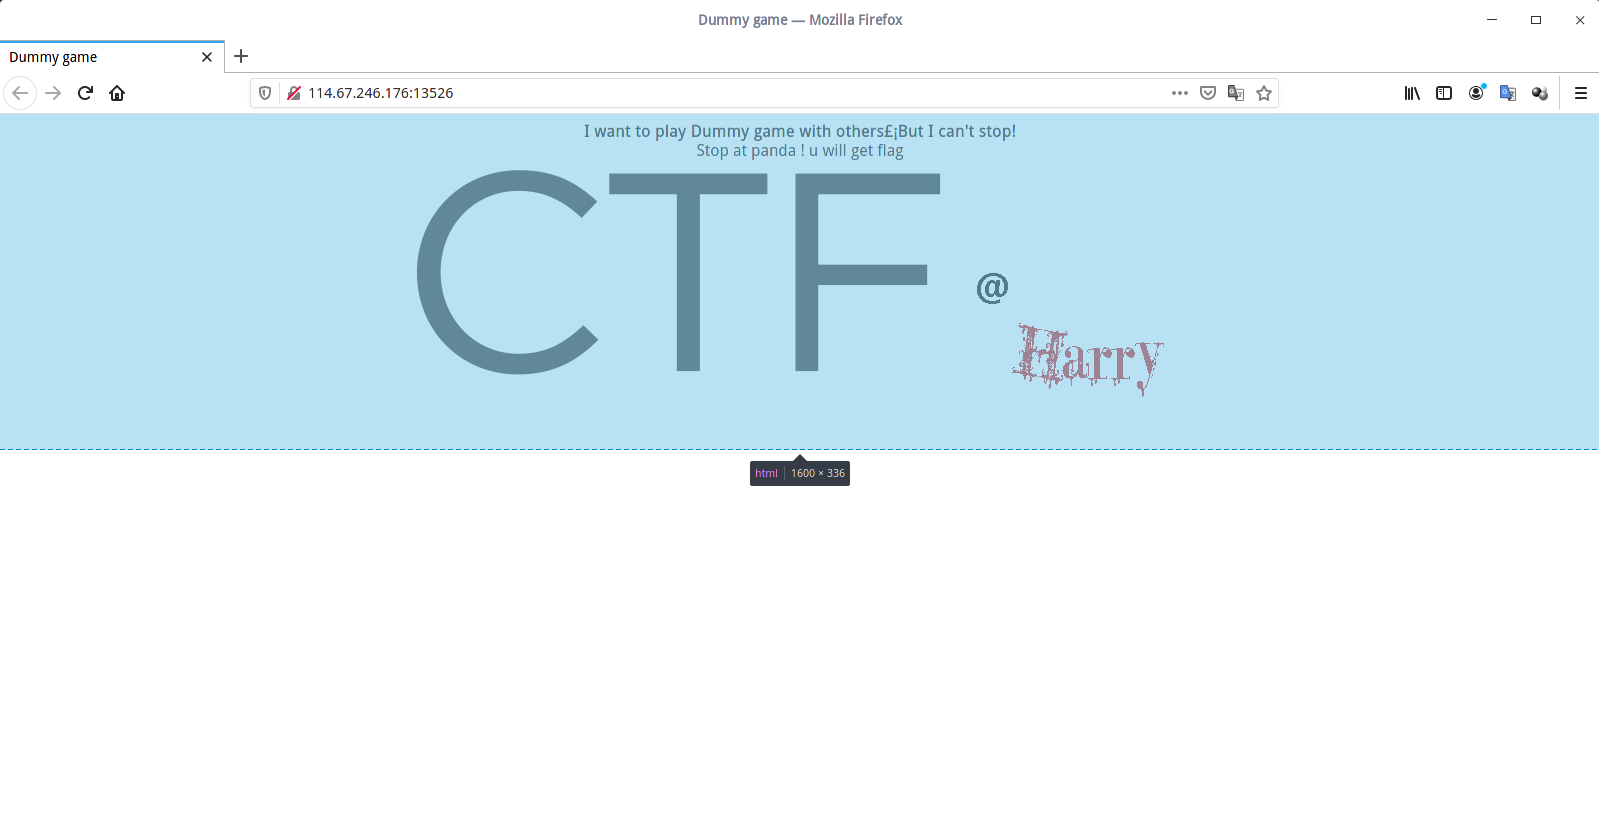 Dummy game — Mozilla Firefox
Dummy game
114.67.246.176:13526
I want to play Dummy game with others£¡But I can't stop!
Stop at panda ! u will get flag
CTF
@
Harry
html 1600 × 336